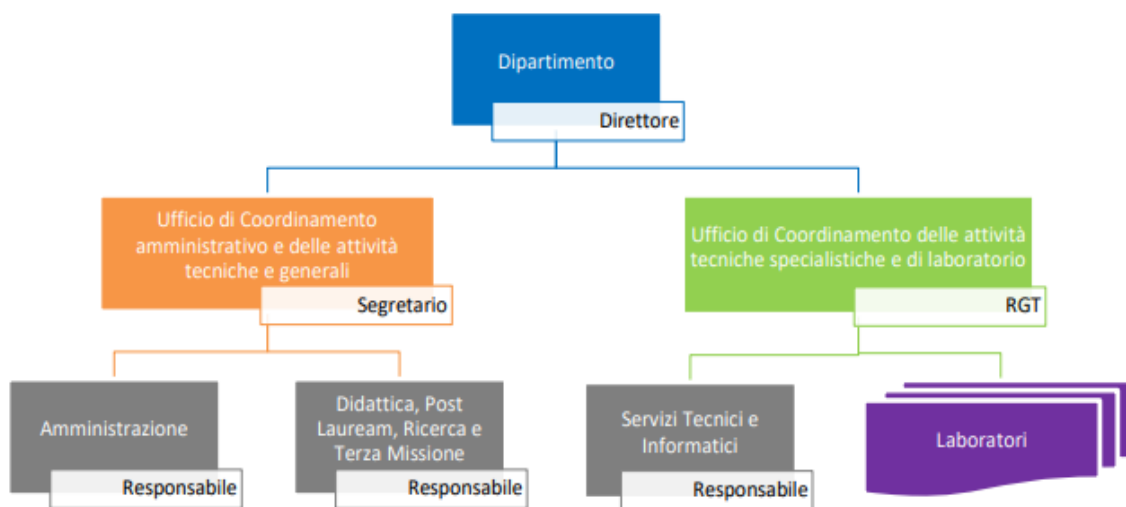 Dipartimento
Direttore
Ufficio di Coordinamento
amministrativo e delle attività
tecniche e generali
Segretario
Ufficio di Coordinamento delle attività
tecniche specialistiche e di laboratorio
RGT
Amministrazione
Responsabile
Didattica, Post
Lauream, Ricerca e
Terza Missione
Responsabile
Servizi Tecnici e
Informatici
Responsabile
Laboratori